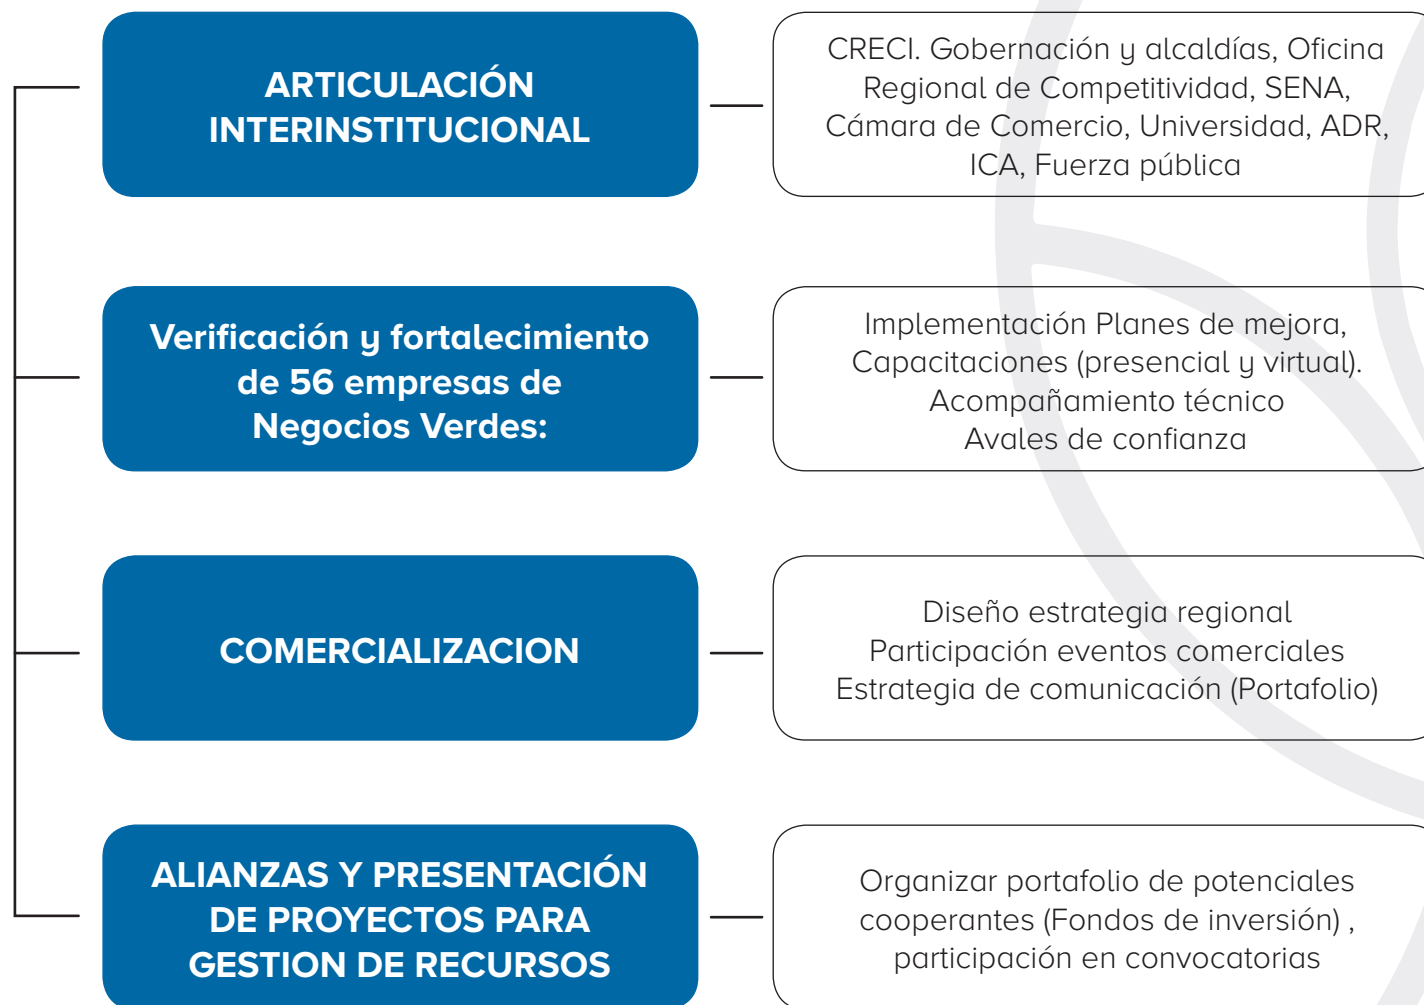 ARTICULACIÓN
INTERINSTITUCIONAL
CRECI. Gobernación y alcaldías, Oficina
Regional de Competitividad, SENA,
Cámara de Comercio, Universidad, ADR,
ICA, Fuerza pública
Verificación y fortalecimiento
de 56 empresas de
Negocios Verdes:
Implementación Planes de mejora,
Capacitaciones (presencial y virtual).
Acompañamiento técnico
Avales de confianza
COMERCIALIZACION
Diseño estrategia regional
Participación eventos comerciales
Estrategia de comunicación (Portafolio)
ALIANZAS Y PRESENTACIÓN
DE PROYECTOS PARA
GESTION DE RECURSOS
Organizar portafolio de potenciales
cooperantes (Fondos de inversión) ,
participación en convocatorias